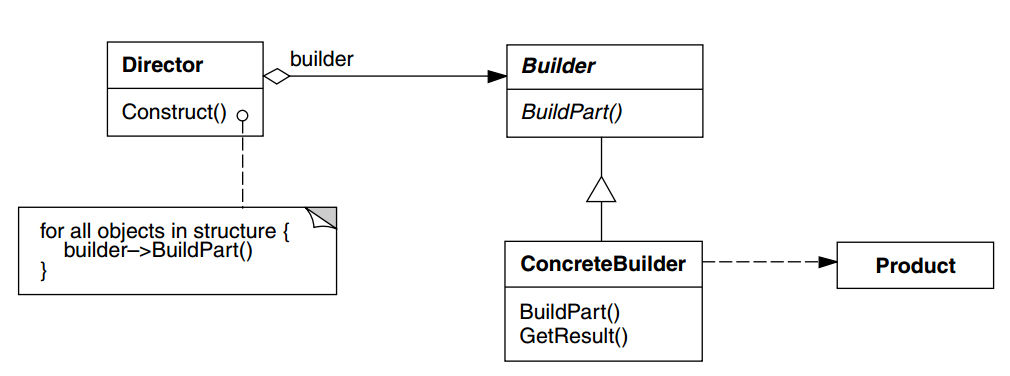 Director
builder
Builder
Construct()
BuildPart()
for all objects in structure {
builder–>BuildPart()
}
ConcreteBuilder
Product
BuildPart()
GetResult()